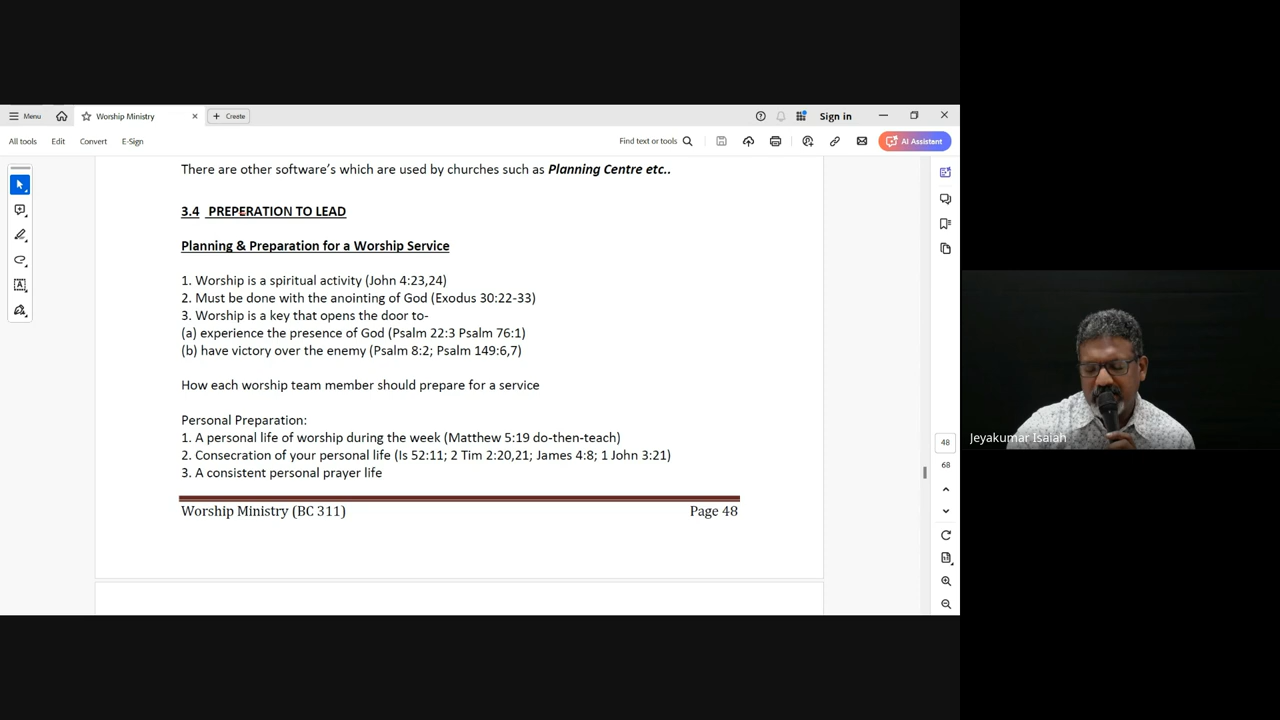 Menu
Worship Ministry
Create
Sign in
All tools
Edit
Convert
E-Sign
Find text or tools
AI Assistant
There are other software's which are used by churches such as Planning Centre etc..
3.4 PREPERATION TO LEAD
Planning & Preparation for a Worship Service
1. Worship is a spiritual activity (John 4:23,24)
2. Must be done with the anointing of God (Exodus 30:22-33)
3. Worship is a key that opens the door to-
(a) experience the presence of God (Psalm 22:3 Psalm 76:1)
(b) have victory over the enemy (Psalm 8:2; Psalm 149:6,7)
How each worship team member should prepare for a service
Personal Preparation:
1. A personal life of worship during the week (Matthew 5:19 do-then-teach)
2. Consecration of your personal life (Is 52:11; 2 Tim 2:20,21; James 4:8; 1 John 3:21)
3. A consistent personal prayer life
Worship Ministry (BC 311)
Page 48
48
68
Jeyakumar Isaiah